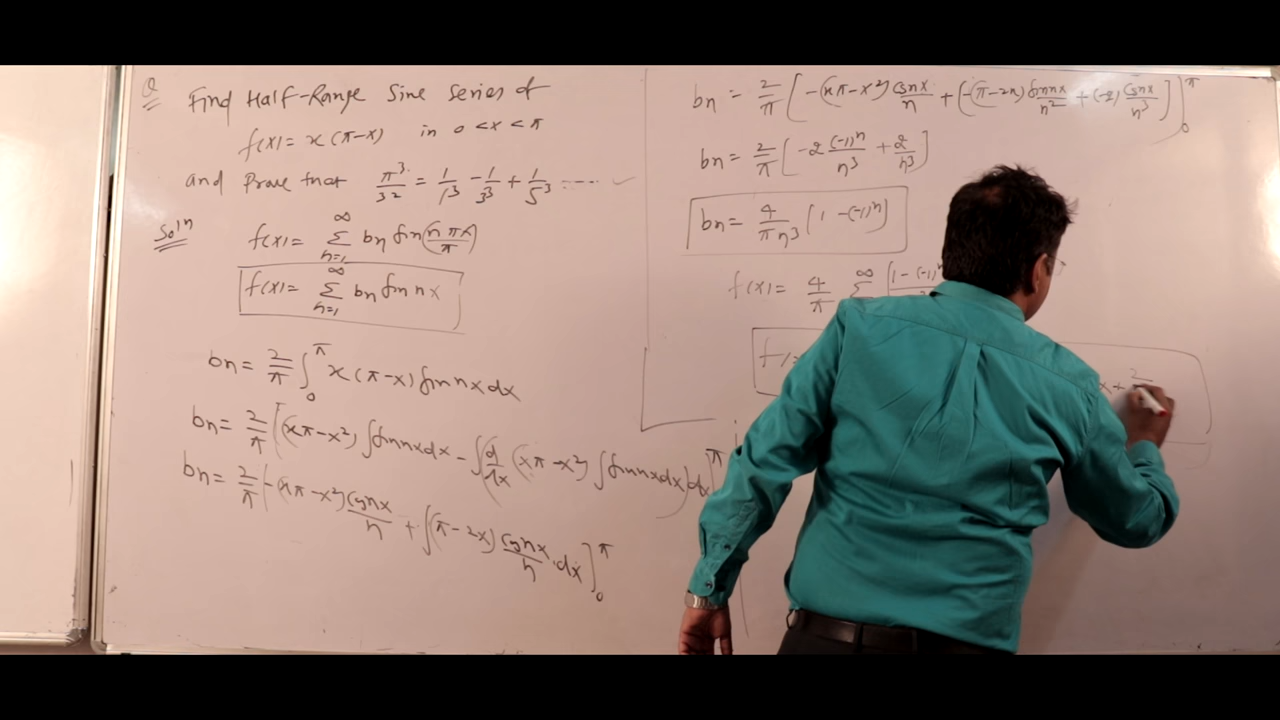 Q Find Half-Range Sine Series of
f(x) = x(π-x) in 0<x<π
and Prove that π³/32 = 1/1³ - 1/3³ + 1/5³ ----- ✓
Solⁿ f(x) = ∑_{n=1}^{∞} bn Sin(nπx/π)
f(x) = ∑_{n=1}^{∞} bn Sin nx
bn = 2/π ∫_0^π x(π-x) Sin nx dx
bn = 2/π [(xπ-x²) ∫Sin nx dx - ∫(d/dx (xπ-x²) ∫Sin nx dx) dx]^π
bn = 2/π [-(xπ-x²) Cos nx/n + ∫(π-2x) Cos nx/n .dx]_0^π
bn = 2/π [-(xπ-x²) Cos nx/n + (-(π-2x) Sin nx/n² + (-2) Cos nx/n³)]_0^π
bn = 2/π [-2 (-1)ⁿ/n³ + 2/n³]
bn = 4/πn³ [1 - (-1)ⁿ]
f(x) = 4/π ∑^∞ [1 - (-1)ⁿ
f(
x + 2